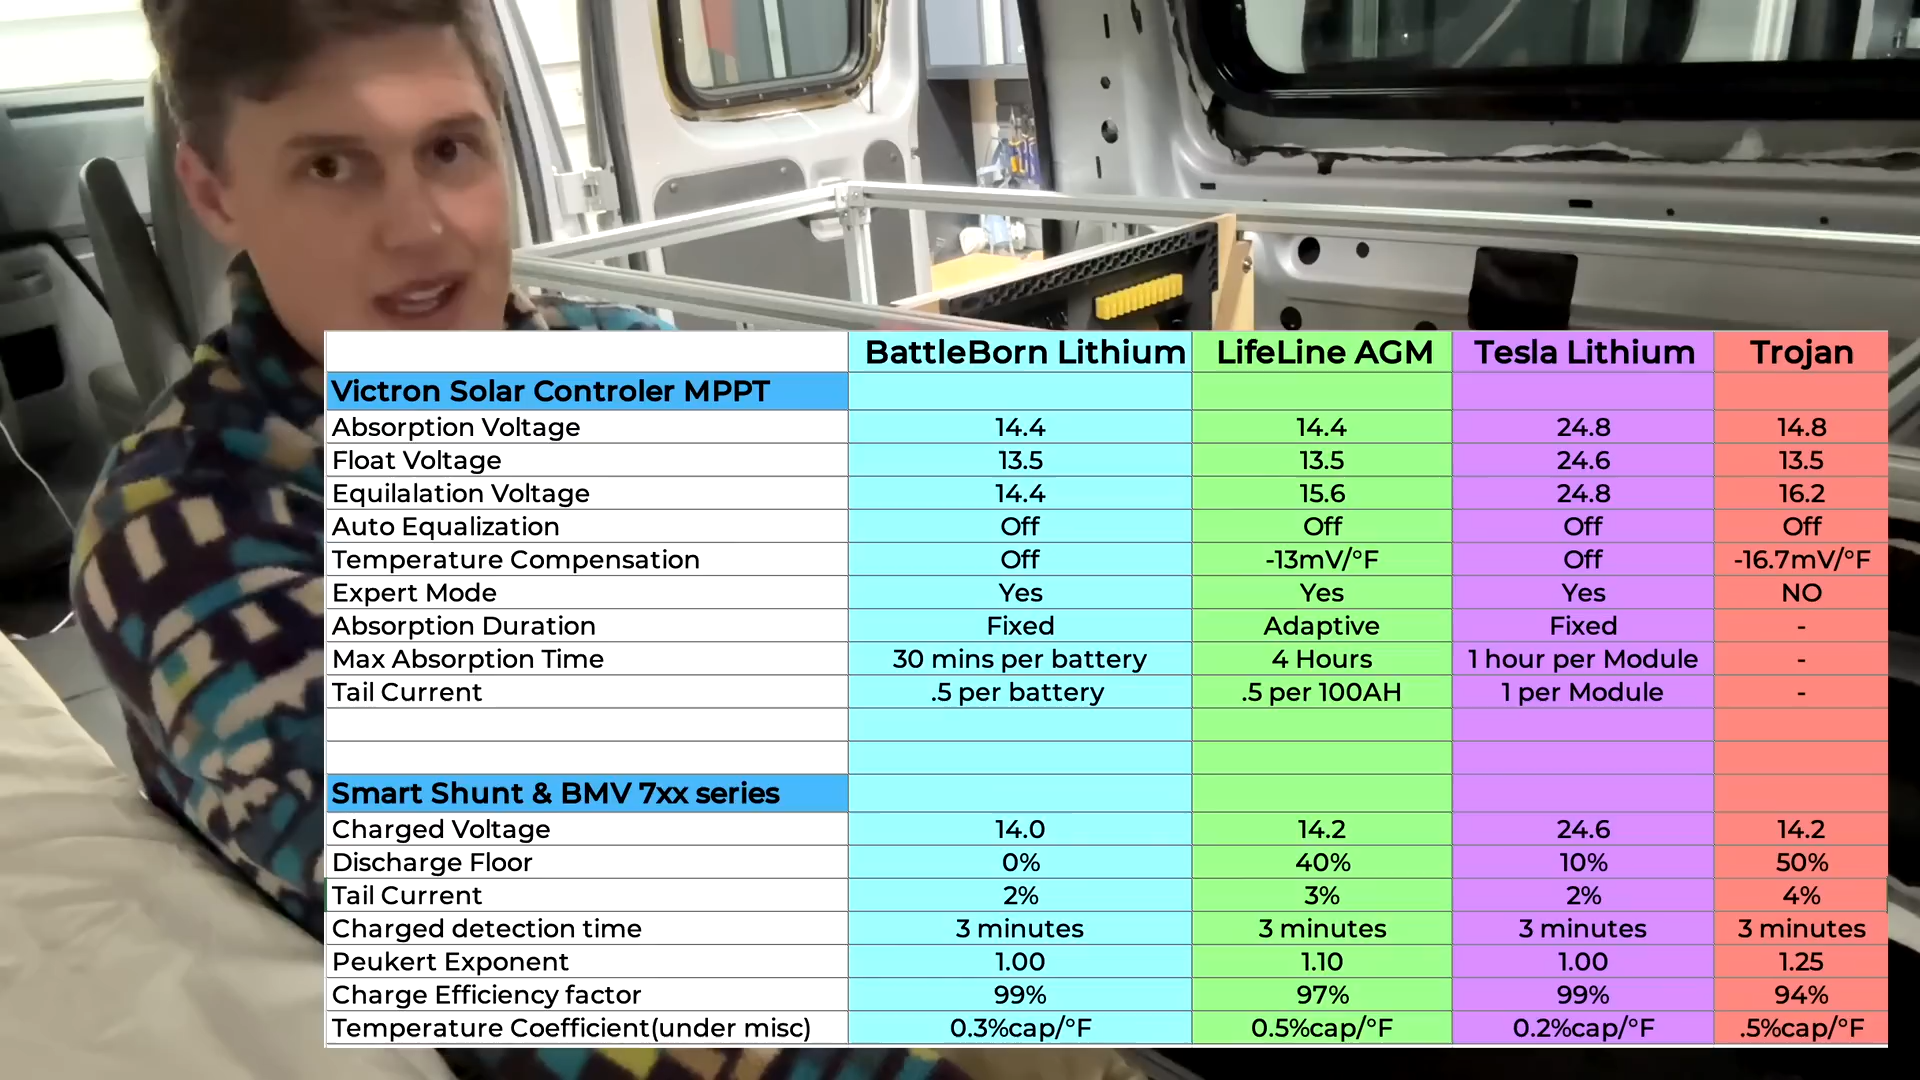 BattleBorn Lithium LifeLine AGM Tesla Lithium Trojan
Victron Solar Controler MPPT
Absorption Voltage 14.4 14.4 24.8 14.8
Float Voltage 13.5 13.5 24.6 13.5
Equilalation Voltage 14.4 15.6 24.8 16.2
Auto Equalization Off Off Off Off
Temperature Compensation Off -13mV/°F Off -16.7mV/°F
Expert Mode Yes Yes Yes NO
Absorption Duration Fixed Adaptive Fixed -
Max Absorption Time 30 mins per battery 4 Hours 1 hour per Module -
Tail Current .5 per battery .5 per 100AH 1 per Module -
Smart Shunt & BMV 7xx series
Charged Voltage 14.0 14.2 24.6 14.2
Discharge Floor 0% 40% 10% 50%
Tail Current 2% 3% 2% 4%
Charged detection time 3 minutes 3 minutes 3 minutes 3 minutes
Peukert Exponent 1.00 1.10 1.00 1.25
Charge Efficiency factor 99% 97% 99% 94%
Temperature Coefficient(under misc) 0.3%cap/°F 0.5%cap/°F 0.2%cap/°F .5%cap/°F